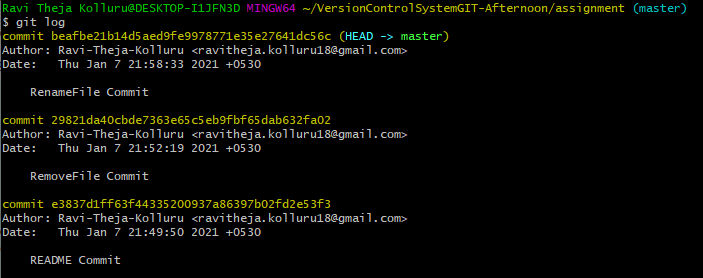 Ravi Theja Kolluru@DESKTOP-I1JFN3D MINGW64 ~/VersionControlSystemGIT-Afternoon/assignment (master)
$ git log
commit beafbe21b14d5aed9fe9978771e35e27641dc56c (HEAD -> master)
Author: Ravi-Theja-Kolluru <ravitheja.kolluru18@gmail.com>
Date:   Thu Jan 7 21:58:33 2021 +0530
    RenameFile Commit
commit 29821da40cbde7363e65c5eb9fbf65dab632fa02
Author: Ravi-Theja-Kolluru <ravitheja.kolluru18@gmail.com>
Date:   Thu Jan 7 21:52:19 2021 +0530
    RemoveFile Commit
commit e3837d1ff63f44335200937a86397b02fd2e53f3
Author: Ravi-Theja-Kolluru <ravitheja.kolluru18@gmail.com>
Date:   Thu Jan 7 21:49:50 2021 +0530
    README Commit